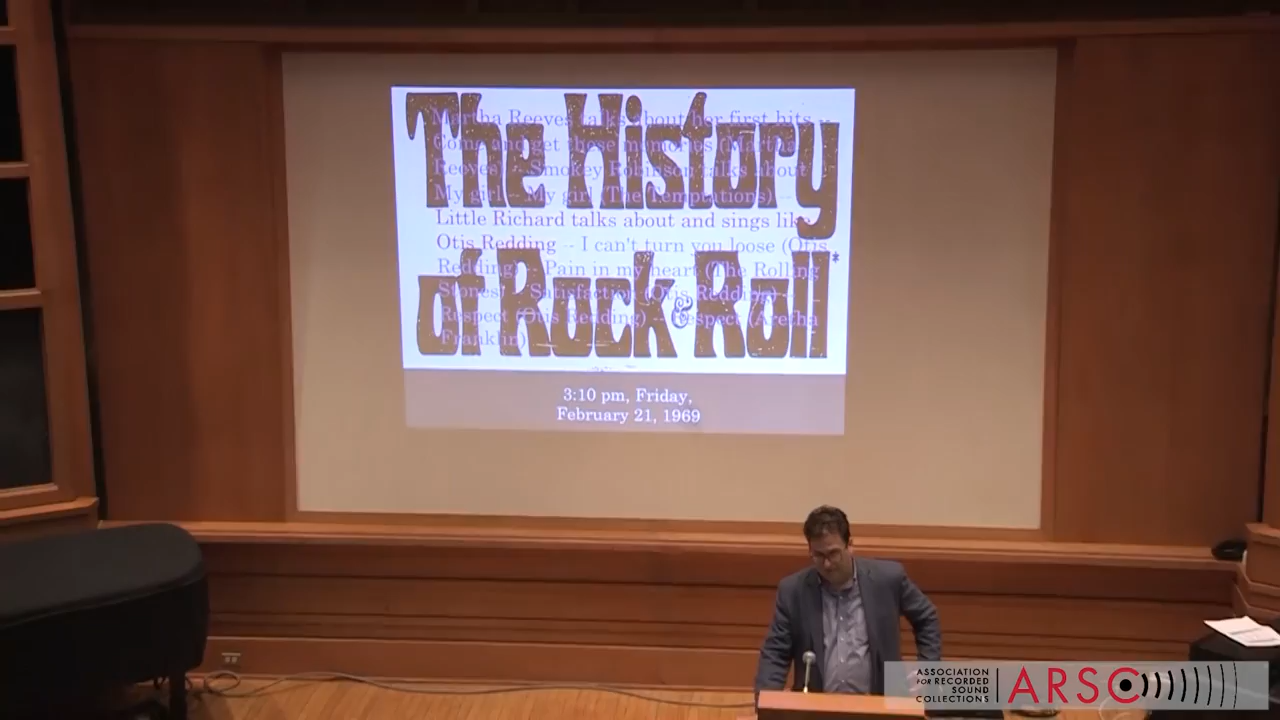 The History
of Rock & Roll*
Martha Reeves talks about her first hits --
Come and get these memories (Martha
Reeves) -- Smokey Robinson talks about
My girl -- My girl (The Temptations) --
Little Richard talks about and sings like
Otis Redding -- I can't turn you loose (Otis
Redding) -- Pain in my heart (The Rolling
Stones) -- Satisfaction (Otis Redding) --
Respect (Otis Redding) -- Respect (Aretha
Franklin)
3:10 pm, Friday,
February 21, 1969
ASSOCIATION
FOR RECORDED
SOUND
COLLECTIONS
ARSC